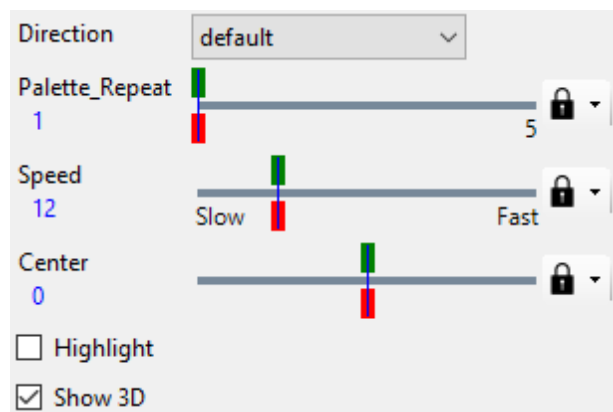 Direction default
Palette_Repeat
1
5
Speed
12
Slow Fast
Center
0
Highlight
Show 3D